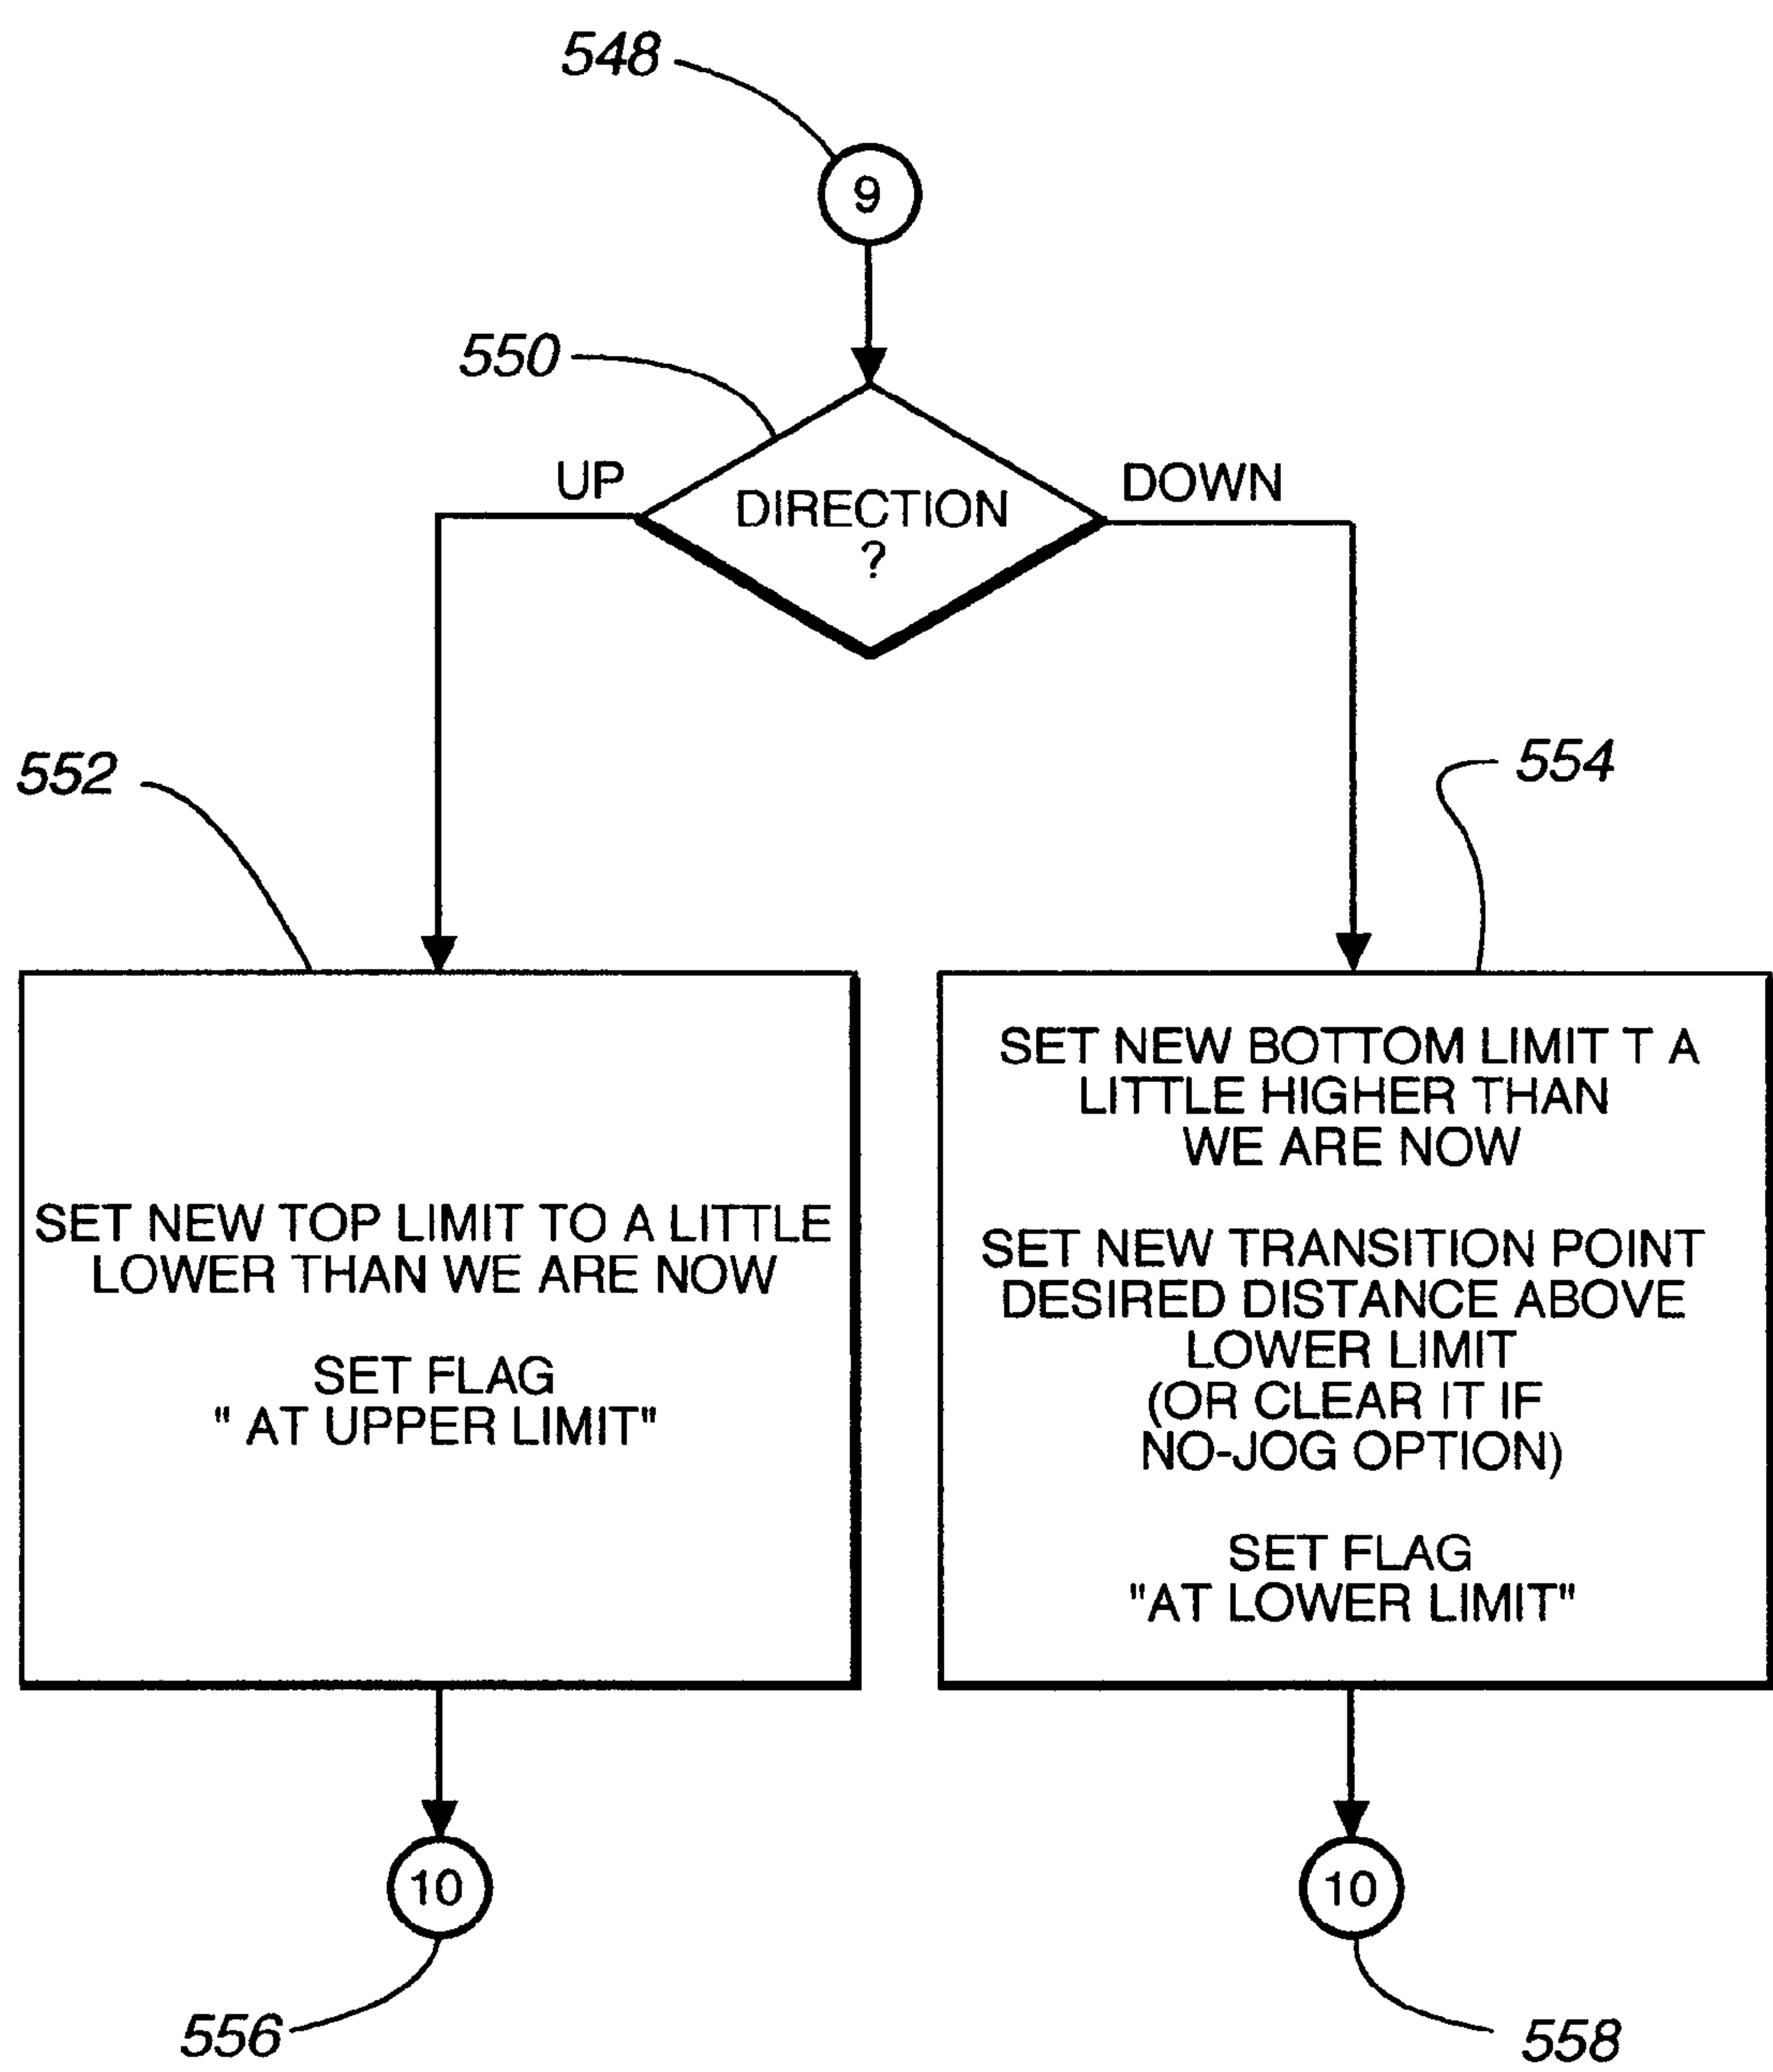 548
9
550
UP
DOWN
DIRECTION
?
552
554
SET NEW TOP LIMIT TO A LITTLE
LOWER THAN WE ARE NOW
SET FLAG
" AT UPPER LIMIT"
SET NEW BOTTOM LIMIT T A
LITTLE HIGHER THAN
WE ARE NOW
SET NEW TRANSITION POINT
DESIRED DISTANCE ABOVE
LOWER LIMIT
(OR CLEAR IT IF
NO-JOG OPTION)
SET FLAG
"AT LOWER LIMIT"
10
10
556
558